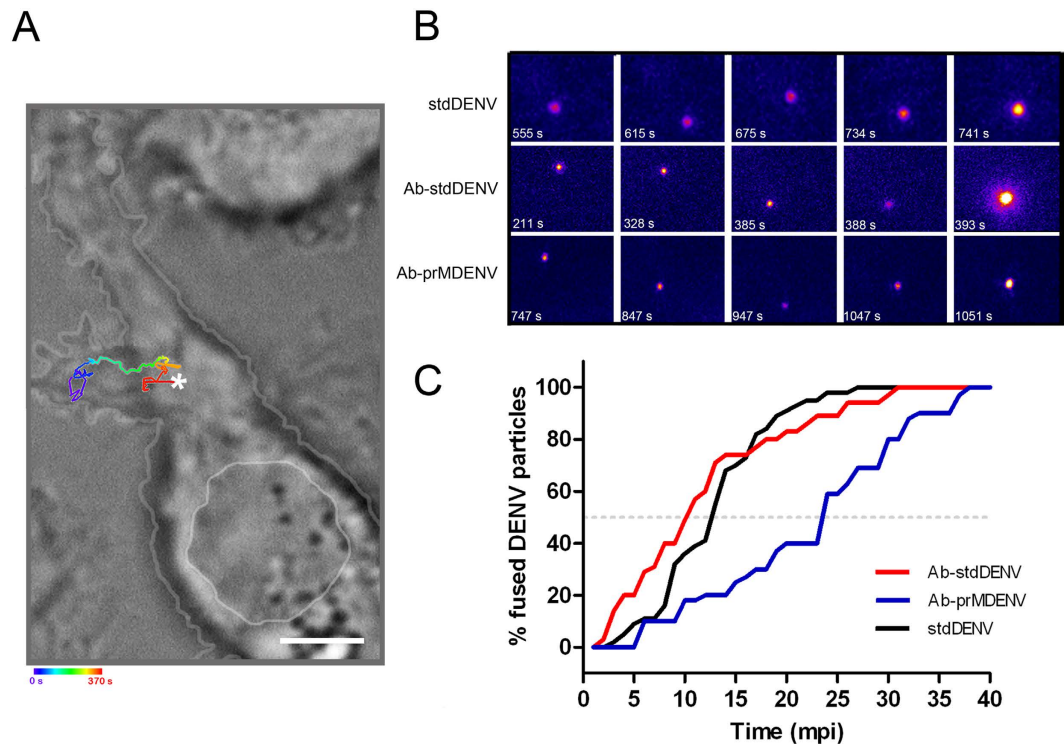 A
B
0 s 370 s
stdDENV
555 s 615 s 675 s 734 s 741 s
Ab-stdDENV
211 s 328 s 385 s 388 s 393 s
Ab-prMDENV
747 s 847 s 947 s 1047 s 1051 s
C
% fused DENV particles
100
80
60
40
20
0
Ab-stdDENV
Ab-prMDENV
stdDENV
0 5 10 15 20 25 30 35 40
Time (mpi)